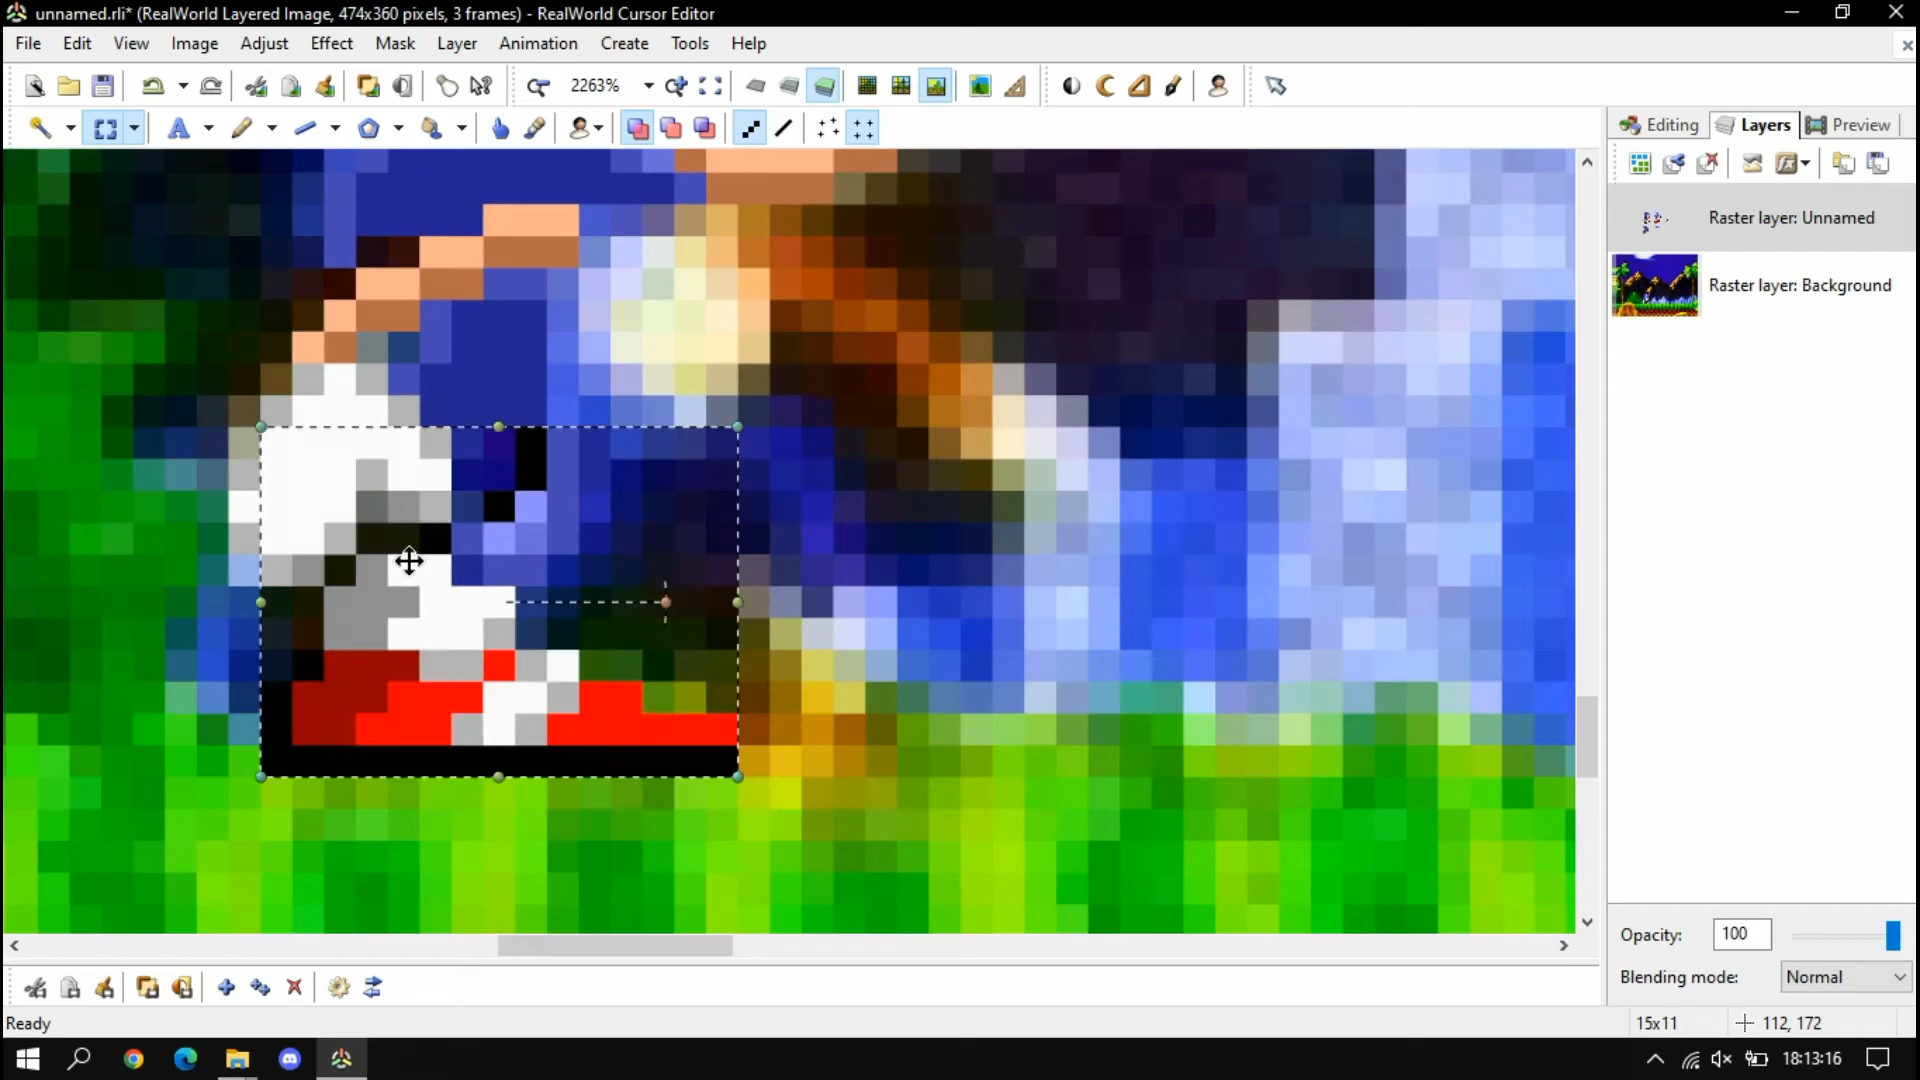 unnamed.rli* (RealWorld Layered Image, 474x360 pixels, 3 frames) - RealWorld Cursor Editor
File Edit View Image Adjust Effect Mask Layer Animation Create Tools Help
2263%
Editing Layers Preview
Raster layer: Unnamed
Raster layer: Background
Opacity: 100
Blending mode: Normal
Ready 15x11 112, 172
18:13:16